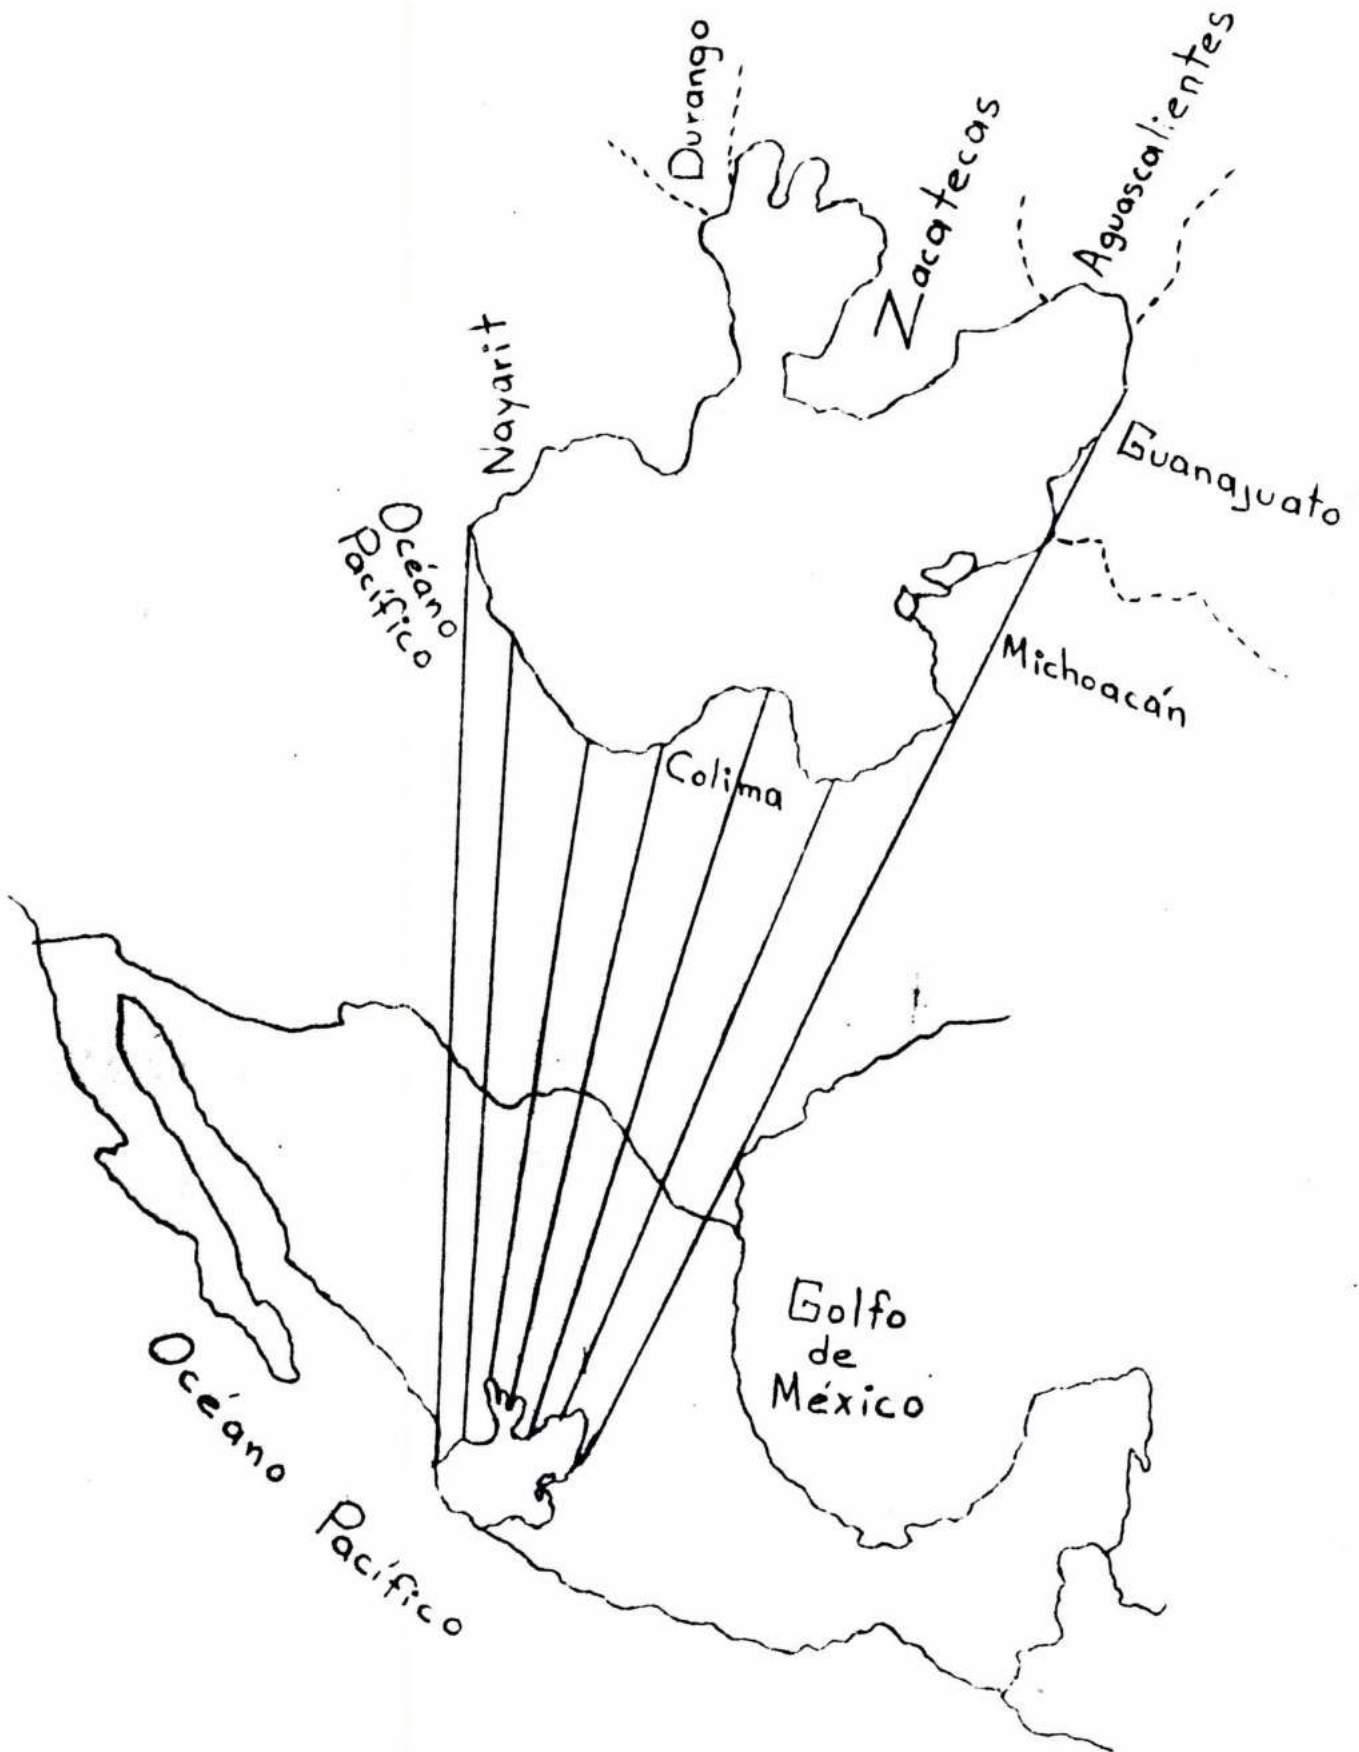 Durango
Zacatecas
Aguascalientes
Nayarit
Guanajuato
Océano
Pacífico
Michoacán
Colima
Golfo
de
México
Océano Pacífico